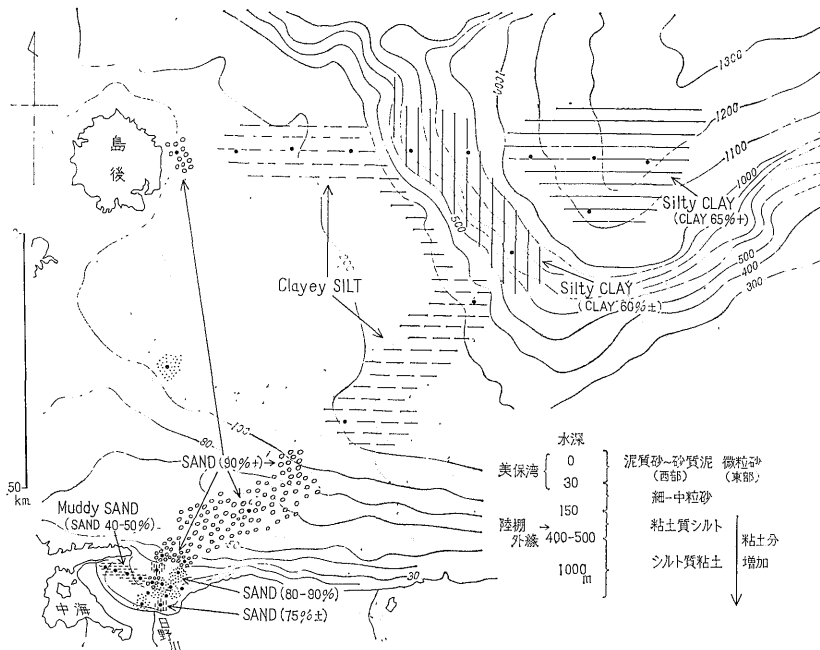 島
後
1300
1200
1100
1000
1000
500
500
400
300
Silty CLAY
(CLAY 65%+)
Silty CLAY
(CLAY 60%±)
Clayey SILT
100
80
SAND (90%+)
50
km
Muddy SAND
(SAND 40-50%)
30
SAND (80-90%)
SAND (75%±)
中海
日野川
水深
美保湾
0
30
泥質砂~砂質泥 微粒砂
(西部) (東部)
150
細-中粒砂
陸棚
外縁
400-500
粘土質シルト
1000m
シルト質粘土
粘土分
増加